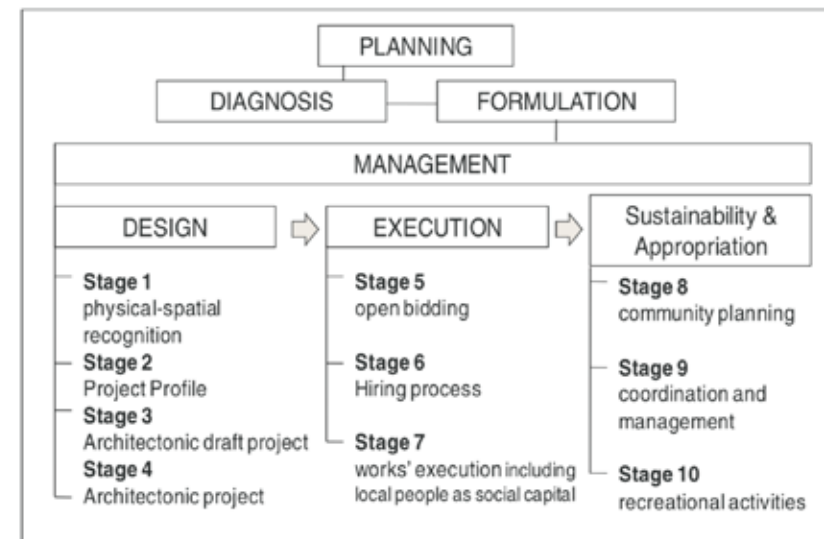 PLANNING
DIAGNOSIS
FORMULATION
MANAGEMENT
DESIGN
Stage 1
physical-spatial
recognition
Stage 2
Project Profile
Stage 3
Architectonic draft project
Stage 4
Architectonic project
EXECUTION
Stage 5
open bidding
Stage 6
Hiring process
Stage 7
works' execution including
local people as social capital
Sustainability &
Appropriation
Stage 8
community planning
Stage 9
coordination and
management
Stage 10
recreational activities